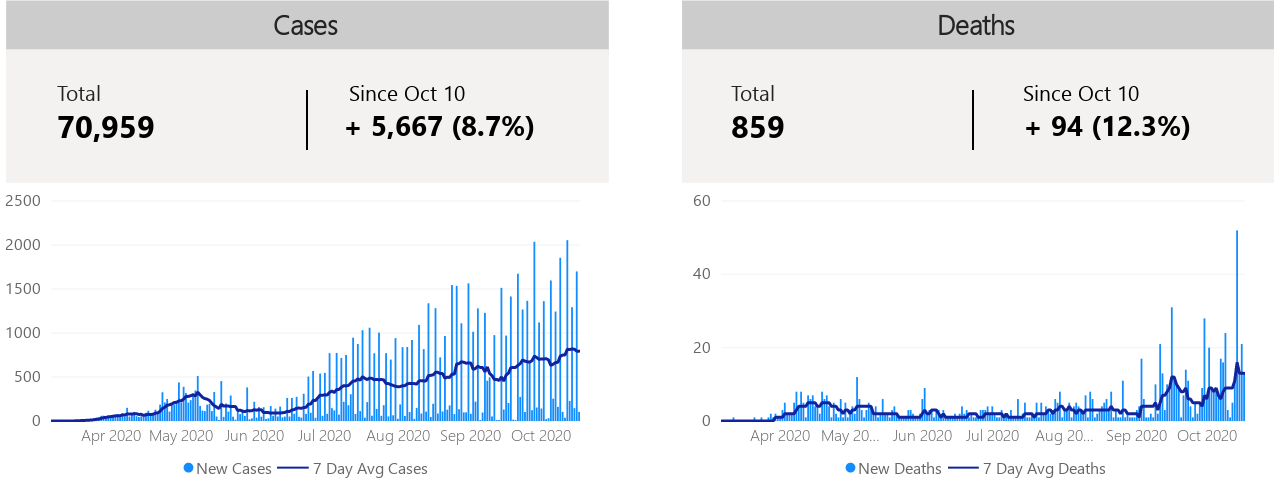 Cases
Total
Since Oct 10
70,959
+ 5,667 (8.7%)
2500
2000
1500
1000
500
0
Apr 2020 May 2020 Jun 2020 Jul 2020 Aug 2020 Sep 2020 Oct 2020
New Cases 7 Day Avg Cases
Deaths
Total
Since Oct 10
859
+ 94 (12.3%)
60
40
20
0
Apr 2020 May 20... Jun 2020 Jul 2020 Aug 20... Sep 2020 Oct 2020
New Deaths 7 Day Avg Deaths